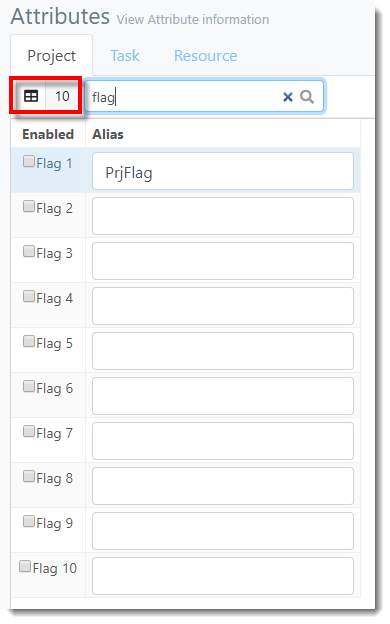 Attributes View Attribute information
Project Task Resource
10 flag
Enabled Alias
Flag 1 PrjFlag
Flag 2
Flag 3
Flag 4
Flag 5
Flag 6
Flag 7
Flag 8
Flag 9
Flag 10